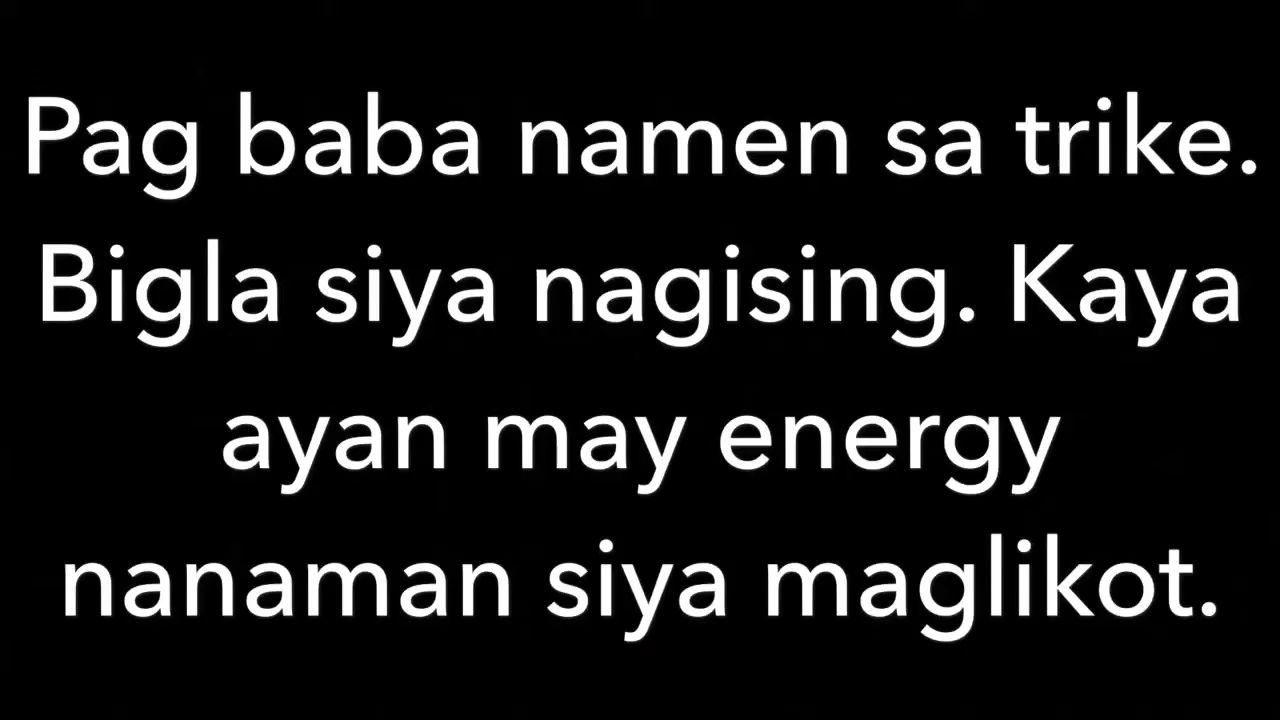 Pag baba namen sa trike.
Bigla siya nagising. Kaya
ayan may energy
nanaman siya maglikot.